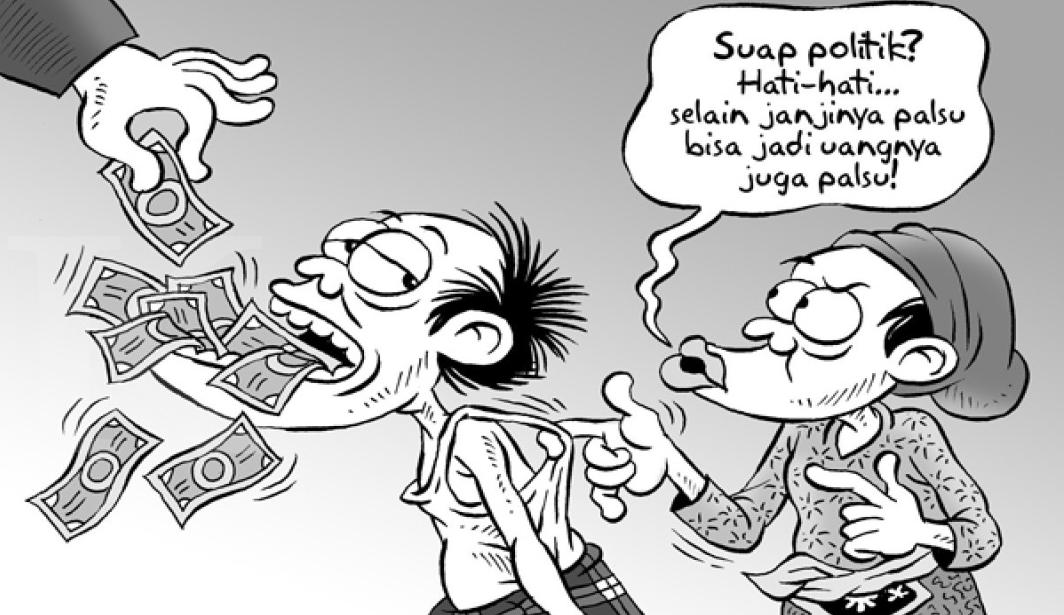 Suap politik?
Hati-hati...
selain janjinya palsu
bisa jadi uangnya
juga palsu!